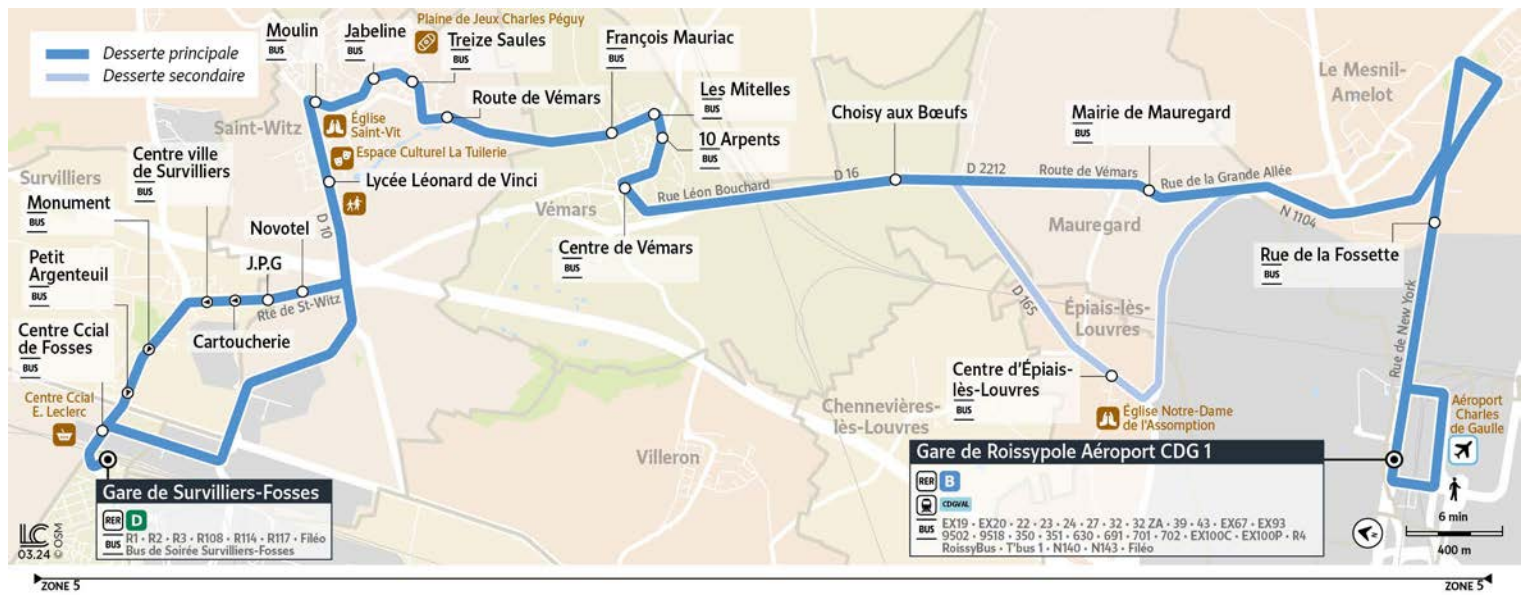 Desserte principale
Desserte secondaire
Moulin
BUS
Jabeline
BUS
Plaine de Jeux Charles Péguy
Treize Saules
BUS
François Mauriac
BUS
Les Mitelles
BUS
Route de Vémars
10 Arpents
BUS
Choisy aux Bœufs
Mairie de Mauregard
BUS
Le Mesnil-
Amelot
Saint-Witz
Église
Saint-Vit
Espace Culturel La Tuilerie
Lycée Léonard de Vinci
Centre ville
de Survilliers
BUS
Survilliers
Monument
BUS
Petit
Argenteuil
BUS
Centre Ccial
de Fosses
BUS
Centre Ccial
E. Leclerc
Novotel
J.P.G
Rte de St-Witz
Cartoucherie
D 10
Vémars
Centre de Vémars
BUS
Rue Léon Bouchard
D 16
D 2212
Route de Vémars
Rue de la Grande Allée
N 1104
Mauregard
Rue de la Fossette
BUS
D 165
Épiais-lès-
Louvres
Centre d'Épiais-
lès-Louvres
BUS
Église Notre-Dame
de l'Assomption
Chennevières-
lès-Louvres
Villeron
Rue de New York
Aéroport
Charles
de Gaulle
Gare de Survilliers-Fosses
RER D
BUS R1 • R2 • R3 • R108 • R114 • R117 • Filéo
Bus de Soirée Survilliers-Fosses
Gare de Roissypole Aéroport CDG 1
RER B
CDGVAL
BUS EX19 • EX20 • 22 • 23 • 24 • 27 • 32 • 32 ZA • 39 • 43 • EX67 • EX93
9502 • 9518 • 350 • 351 • 630 • 691 • 701 • 702 • EX100C • EX100P • R4
RoissyBus • T'bus 1 • N140 • N143 • Filéo
N
6 min
400 m
LC
03.24 © OSM
ZONE 5
ZONE 5